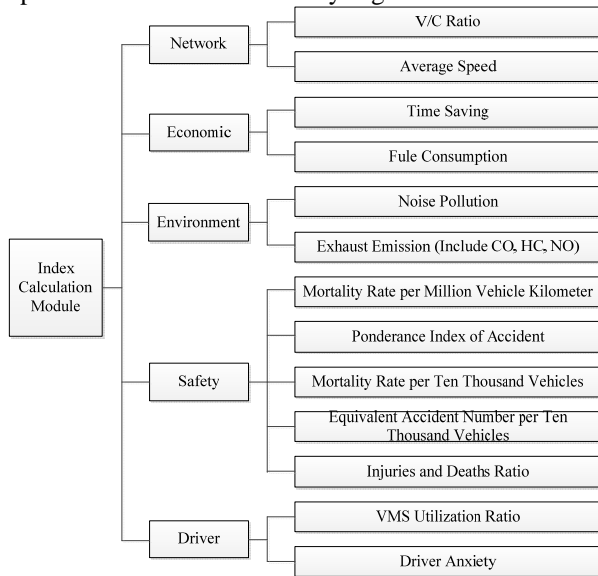 Network
V/C Ratio
Average Speed
Economic
Time Saving
Fule Consumption
Environment
Noise Pollution
Exhaust Emission (Include CO, HC, NO)
Index
Calculation
Module
Safety
Mortality Rate per Million Vehicle Kilometer
Ponderance Index of Accident
Mortality Rate per Ten Thousand Vehicles
Equivalent Accident Number per Ten
Thousand Vehicles
Injuries and Deaths Ratio
Driver
VMS Utilization Ratio
Driver Anxiety